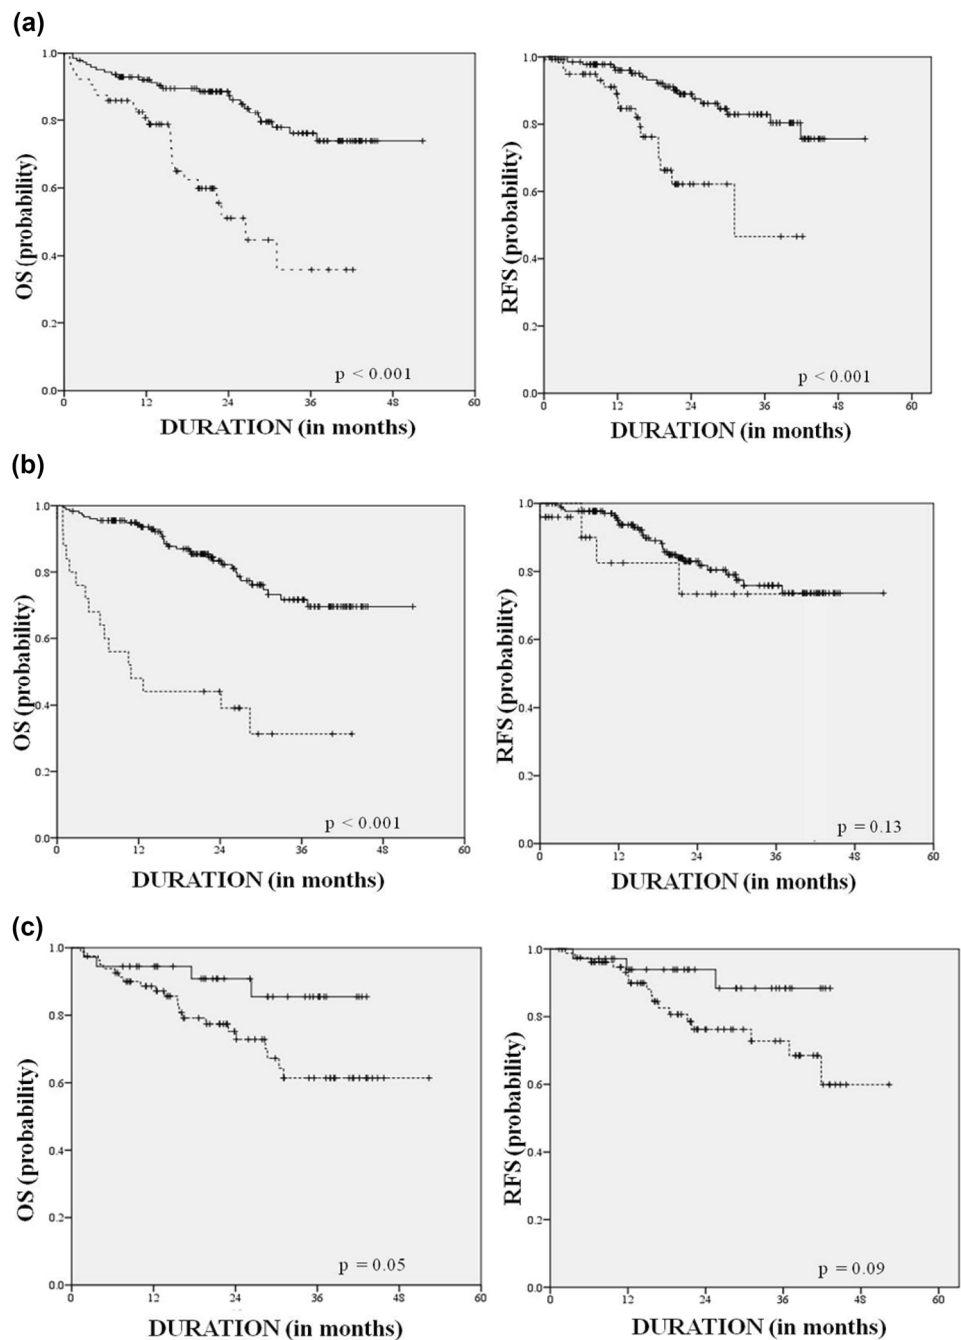 (a)
1.0
0.8
0.6
0.4
0.2
0.0
OS (probability)
0 12 24 36 48 60
p < 0.001
DURATION (in months)
1.0
0.8
0.6
0.4
0.2
0.0
RFS (probability)
0 12 24 36 48 60
p < 0.001
DURATION (in months)
(b)
1.0
0.8
0.6
0.4
0.2
0.0
OS (probability)
0 12 24 36 48 60
p < 0.001
DURATION (in months)
1.0
0.8
0.6
0.4
0.2
0.0
RFS (probability)
0 12 24 36 48 60
p = 0.13
DURATION (in months)
(c)
1.0
0.8
0.6
0.4
0.2
0.0
OS (probability)
0 12 24 36 48 60
p = 0.05
DURATION (in months)
1.0
0.8
0.6
0.4
0.2
0.0
RFS (probability)
0 12 24 36 48 60
p = 0.09
DURATION (in months)